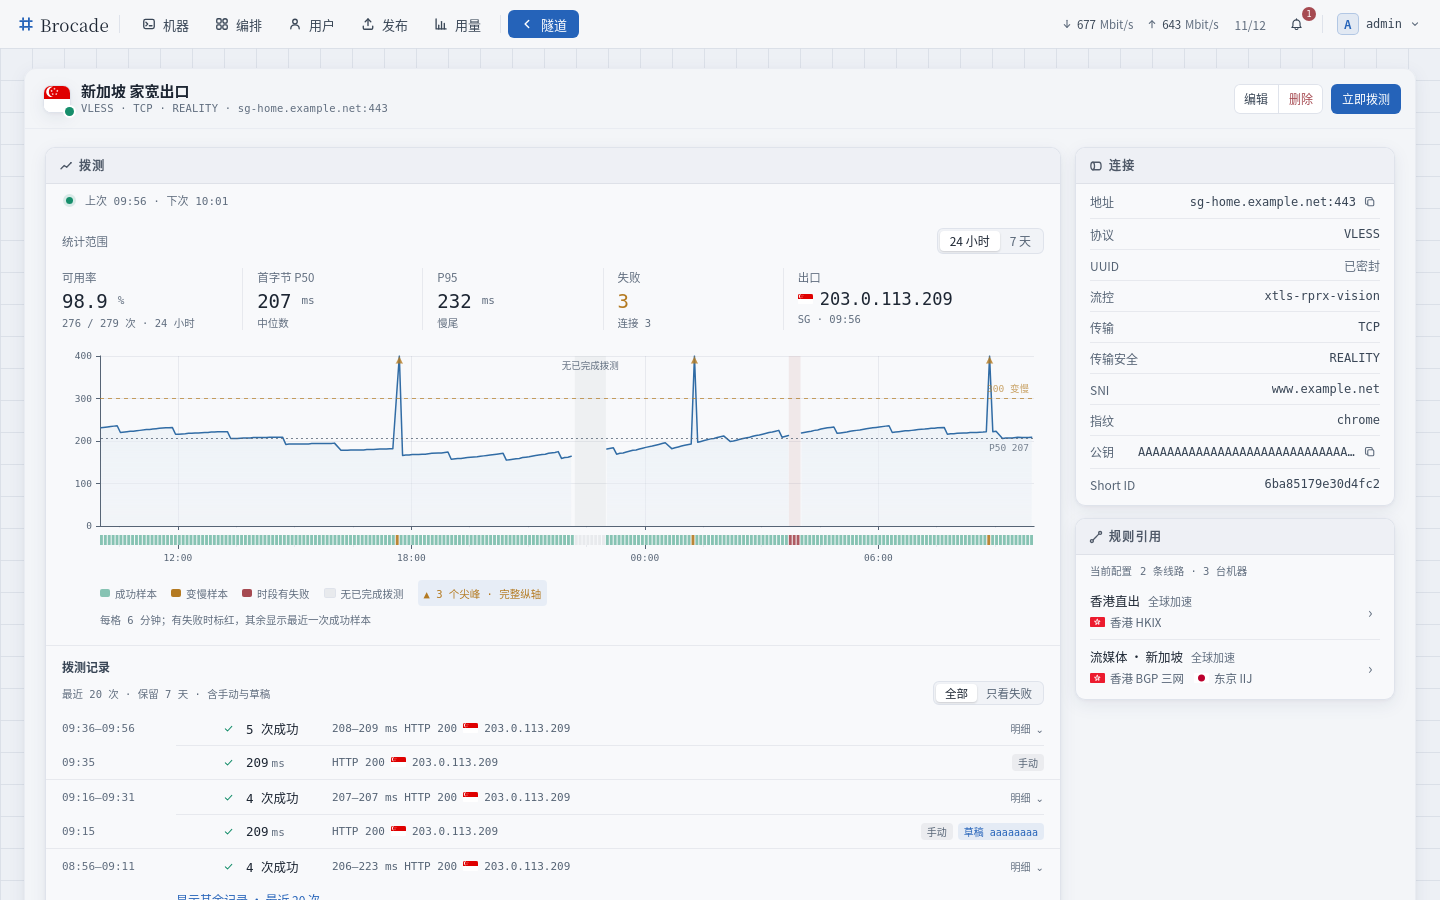 Brocade
机器
编排
用户
发布
用量
隧道
677 Mbit/s
643 Mbit/s
11/12
1
A
admin
新加坡 家宽出口
VLESS · TCP · REALITY · sg-home.example.net:443
编辑
删除
立即拨测
拨测
上次 09:56 · 下次 10:01
统计范围
24 小时
7 天
可用率
98.9 %
276 / 279 次 · 24 小时
首字节 P50
207 ms
中位数
P95
232 ms
慢尾
失败
3
连接 3
出口
203.0.113.209
SG · 09:56
400
300
200
100
0
无已完成拨测
00 变慢
P50 207
12:00
18:00
00:00
06:00
成功样本
变慢样本
时段有失败
无已完成拨测
▲ 3 个尖峰 · 完整纵轴
每格 6 分钟；有失败时标红，其余显示最近一次成功样本
拨测记录
最近 20 次 · 保留 7 天 · 含手动与草稿
全部
只看失败
09:36–09:56 5 次成功 208–209 ms HTTP 200 203.0.113.209 明细
09:35 209 ms HTTP 200 203.0.113.209 手动
09:16–09:31 4 次成功 207–207 ms HTTP 200 203.0.113.209 明细
09:15 209 ms HTTP 200 203.0.113.209 手动 草稿 aaaaaaaa
08:56–09:11 4 次成功 206–223 ms HTTP 200 203.0.113.209 明细
显示其余记录 · 最近 20 次
连接
地址 sg-home.example.net:443
协议 VLESS
UUID 已密封
流控 xtls-rprx-vision
传输 TCP
传输安全 REALITY
SNI www.example.net
指纹 chrome
公钥 AAAAAAAAAAAAAAAAAAAAAAAAAAAAA…
Short ID 6ba85179e30d4fc2
规则引用
当前配置 2 条线路 · 3 台机器
香港直出 全球加速
香港 HKIX
流媒体 · 新加坡 全球加速
香港 BGP 三网 东京 IIJ